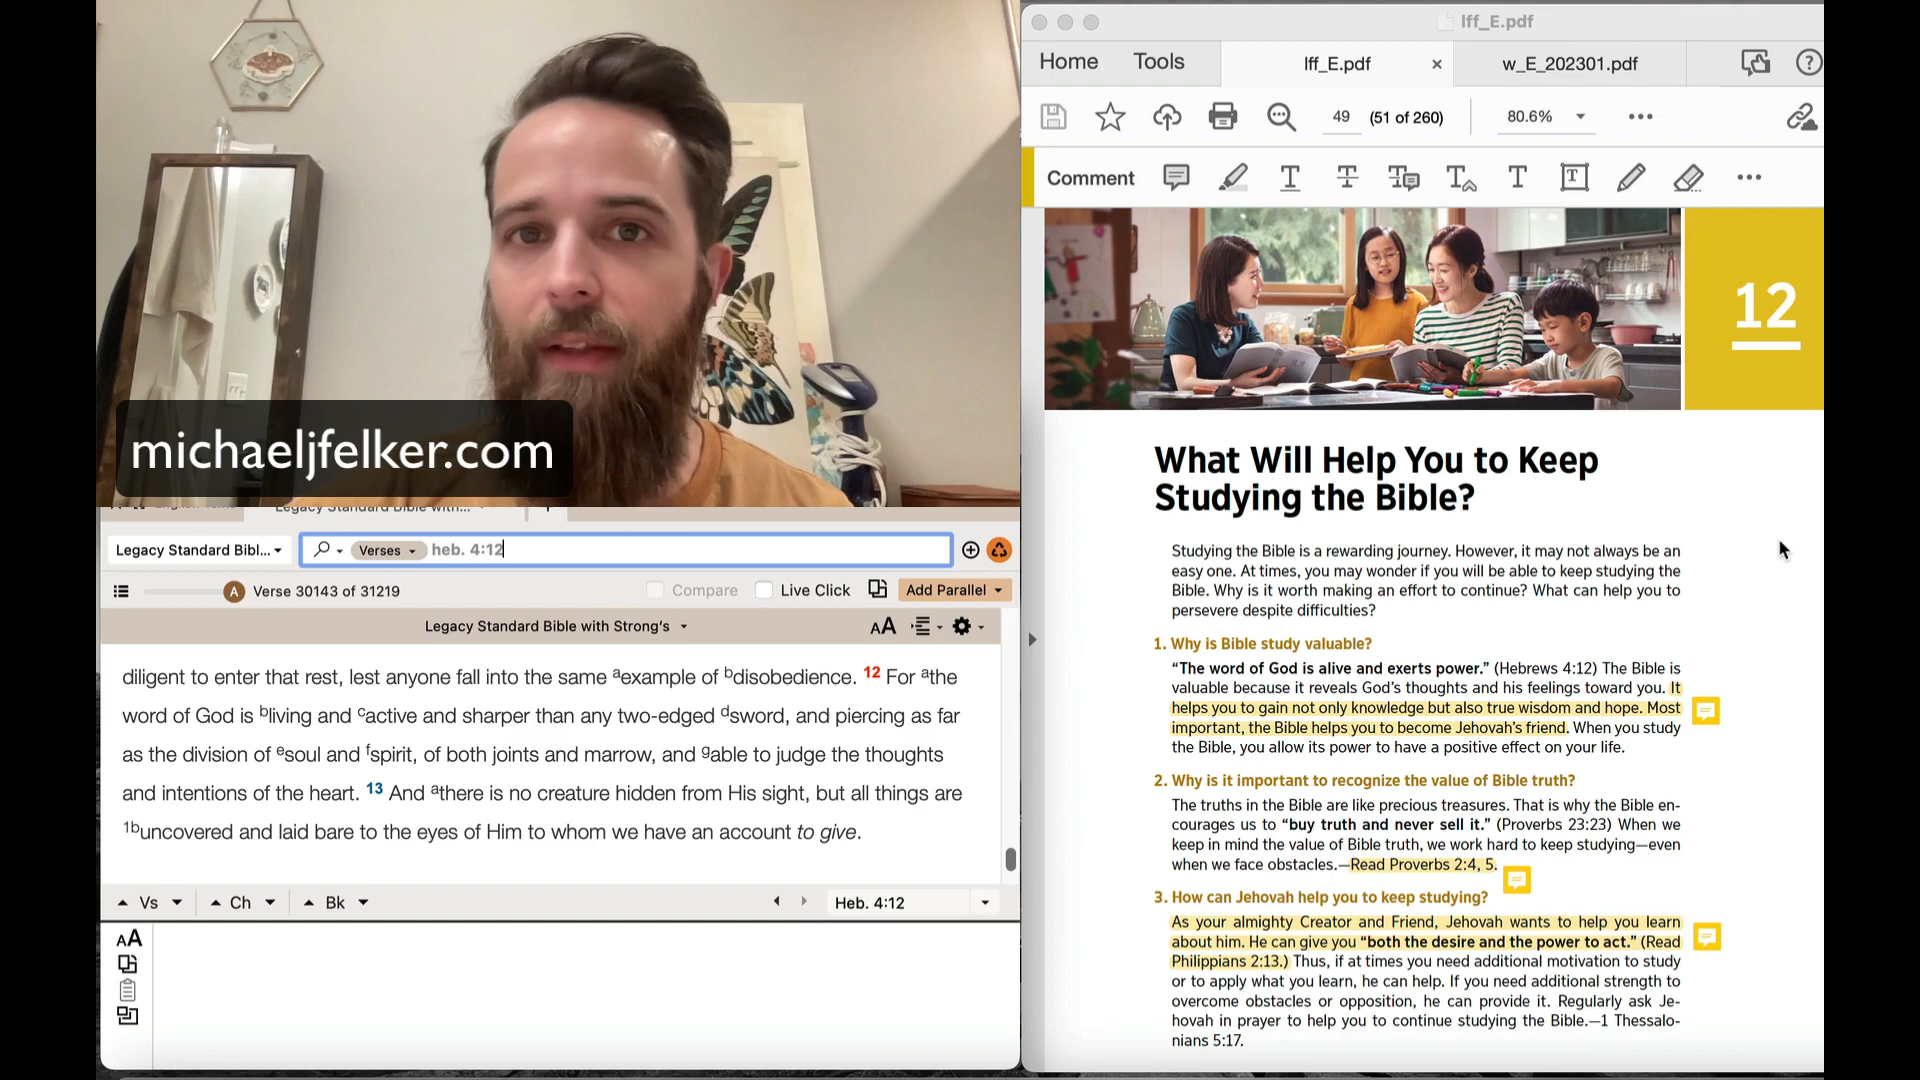 michaeljfelker.com
Legacy Standard Bibl...
Verses
heb. 4:12
A
Verse 30143 of 31219
Compare
Live Click
Add Parallel
Legacy Standard Bible with Strong's
AA
diligent to enter that rest, lest anyone fall into the same aexample of bdisobedience. 12 For athe
word of God is bliving and cactive and sharper than any two-edged dsword, and piercing as far
as the division of esoul and fspirit, of both joints and marrow, and gable to judge the thoughts
and intentions of the heart. 13 And athere is no creature hidden from His sight, but all things are
1buncovered and laid bare to the eyes of Him to whom we have an account to give.
Vs
Ch
Bk
Heb. 4:12
AA
lff_E.pdf
Home
Tools
lff_E.pdf
w_E_202301.pdf
49
(51 of 260)
80.6%
Comment
12
What Will Help You to Keep
Studying the Bible?
Studying the Bible is a rewarding journey. However, it may not always be an
easy one. At times, you may wonder if you will be able to keep studying the
Bible. Why is it worth making an effort to continue? What can help you to
persevere despite difficulties?
1. Why is Bible study valuable?
“The word of God is alive and exerts power.” (Hebrews 4:12) The Bible is
valuable because it reveals God’s thoughts and his feelings toward you. It
helps you to gain not only knowledge but also true wisdom and hope. Most
important, the Bible helps you to become Jehovah’s friend. When you study
the Bible, you allow its power to have a positive effect on your life.
2. Why is it important to recognize the value of Bible truth?
The truths in the Bible are like precious treasures. That is why the Bible en-
courages us to “buy truth and never sell it.” (Proverbs 23:23) When we
keep in mind the value of Bible truth, we work hard to keep studying—even
when we face obstacles.—Read Proverbs 2:4, 5.
3. How can Jehovah help you to keep studying?
As your almighty Creator and Friend, Jehovah wants to help you learn
about him. He can give you “both the desire and the power to act.” (Read
Philippians 2:13.) Thus, if at times you need additional motivation to study
or to apply what you learn, he can help. If you need additional strength to
overcome obstacles or opposition, he can provide it. Regularly ask Je-
hovah in prayer to help you to continue studying the Bible.—1 Thessalo-
nians 5:17.